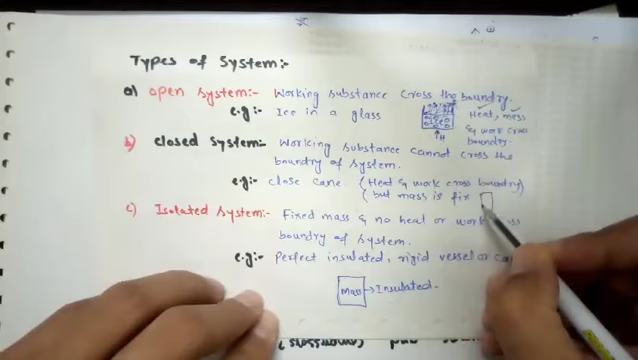 Types of System:-
a) open system:- Working substance cross the boundry.
e.g:- Ice in a glass
Heat, mass
& work cross
boundry.
H
b) closed system:- Working substance cannot cross the
boundry of system.
e.g:- close cane (Heat & work cross boundry)
(but mass is fix
c) Isolated system:- Fixed mass & no heat or work
boundry of system.
e.g:- Perfect insulated, rigid vessel or
Mass → Insulated.